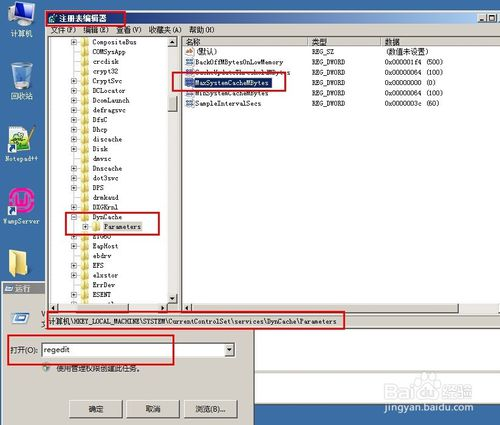 计算机
回收站
Notepad++
WampServer
注册表编辑器
文件(F) 编辑(E) 查看(V) 收藏夹(A) 帮助(H)
CompositeBus
COMSysApp
crcdisk
crypt32
CryptSvc
DCLocator
DcomLaunch
defragsvc
DfsC
Dhcp
discache
Disk
dmvsc
Dnscache
dot3svc
DPS
drmkaud
DXGKrnl
DynCache
Parameters
E1G60
EapHost
ebdrv
EFS
elxstor
ErrDev
ESENT
名称 类型 数据
(默认) REG_SZ (数值未设置)
BackOffMBytesOnLowMemory REG_DWORD 0x000001f4 (500)
CacheUpdateThresholdMBytes REG_DWORD 0x00000064 (100)
MaxSystemCacheMBytes REG_DWORD 0x00000000 (0)
MinSystemCacheMBytes REG_DWORD 0x00000064 (100)
SampleIntervalSecs REG_DWORD 0x0000003c (60)
计算机\HKEY_LOCAL_MACHINE\SYSTEM\CurrentControlSet\services\DynCache\Parameters
运行
打开(O): regedit
使用管理权限创建此任务。
确定 取消 浏览(B)...
Baidu 经验
jingyan.baidu.com